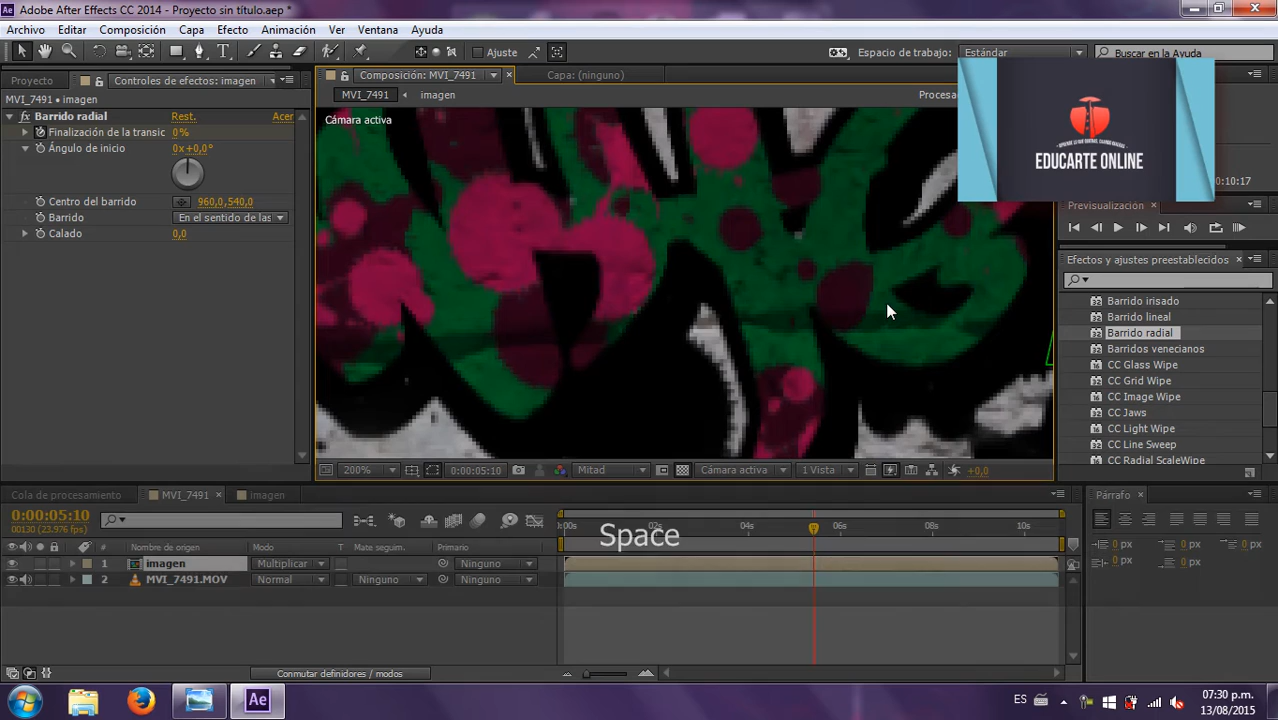 Adobe After Effects CC 2014 - Proyecto sin título.aep *
Archivo Editar Composición Capa Efecto Animación Ver Ventana Ayuda
Ajuste
Espacio de trabajo: Estándar
Buscar en la Ayuda
Proyecto
Controles de efectos: imagen
Composición: MVI_7491
Capa: (ninguno)
MVI_7491 • imagen
MVI_7491
imagen
Procesa
Barrido radial
Rest.
Acer
Finalización de la transic
0%
Ángulo de inicio
0x+0,0°
Centro del barrido
960,0,540,0
Barrido
En el sentido de las
Calado
0,0
Cámara activa
EDUCARTE ONLINE
0:10:17
Previsualización
Efectos y ajustes preestablecidos
Barrido irisado
Barrido lineal
Barrido radial
Barridos venecianos
CC Glass Wipe
CC Grid Wipe
CC Image Wipe
CC Jaws
CC Light Wipe
CC Line Sweep
CC Radial ScaleWipe
200%
0:00:05:10
Mitad
Cámara activa
1 Vista
+0,0
Cola de procesamiento
MVI_7491
imagen
Párrafo
0:00:05:10
00130 (23.976 fps)
:00s 02s 04s 06s 08s 10s
Space
Nombre de origen
Modo
T
Mate seguim.
Primario
1
imagen
Multiplicar
Ninguno
2
MVI_7491.MOV
Normal
Ninguno
Ninguno
0 px
0 px
0 px
0 px
0 px
Conmutar definidores / modos
Ae
ES
07:30 p.m.
13/08/2015